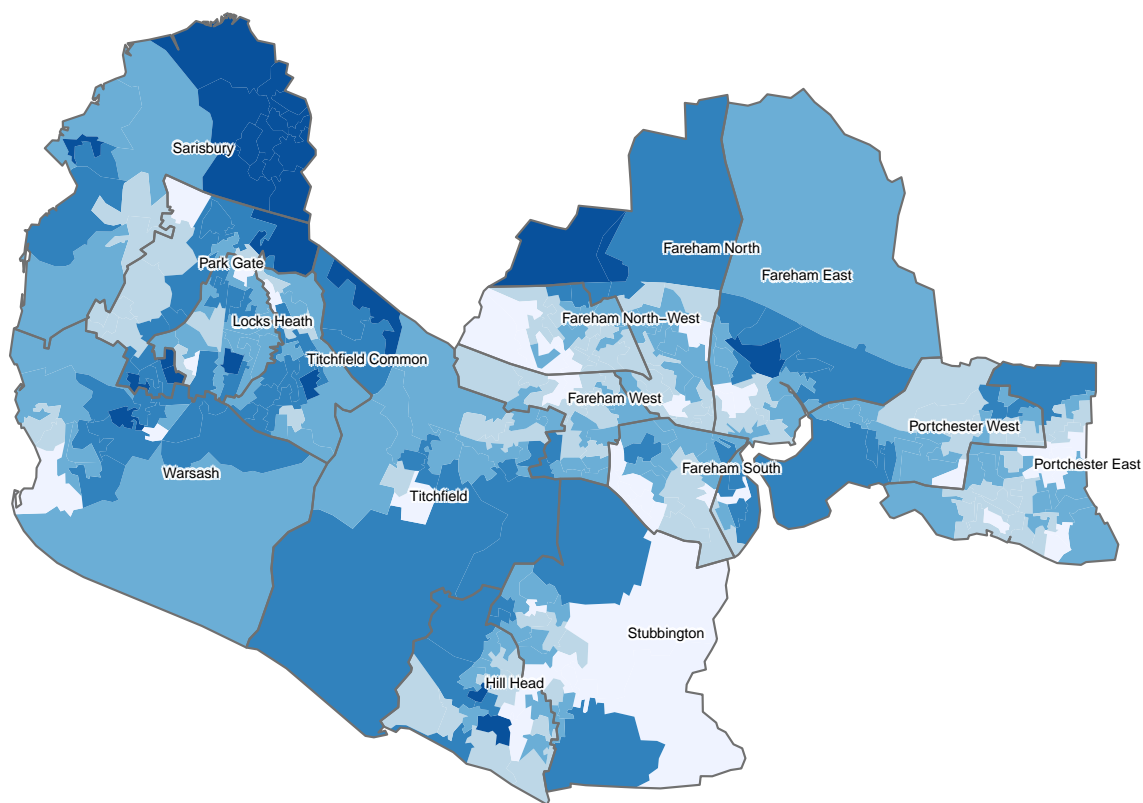 Sarisbury
Fareham North
Park Gate
Fareham East
Locks Heath
Fareham North−West
Titchfield Common
Fareham West
Portchester West
Warsash
Fareham South
Portchester East
Titchfield
Stubbington
Hill Head